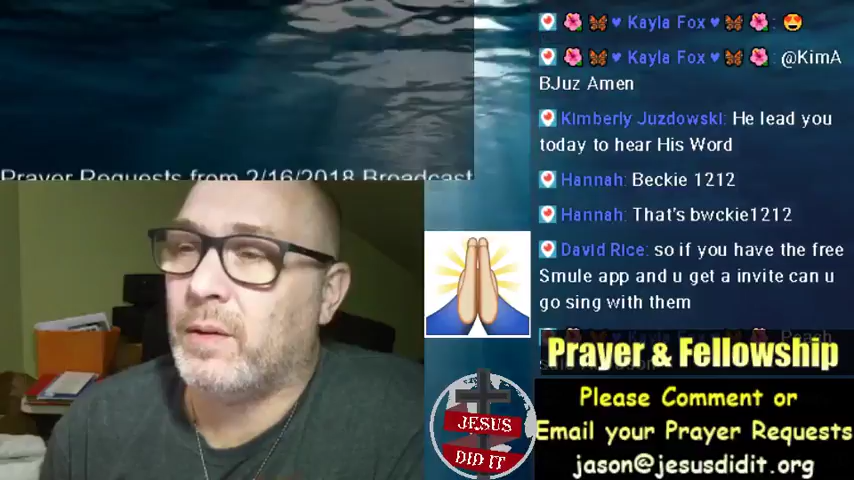 ♥ Kayla Fox ♥ :
♥ Kayla Fox ♥ : @KimA
BJuz Amen
Kimberly Juzdowski: He lead you
today to hear His Word
Hannah: Beckie 1212
Hannah: That's bwckie1212
David Rice: so if you have the free
Smule app and u get a invite can u
go sing with them
Kayla Fox
Prayer Requests from 2/16/2018 Broadcast
Prayer & Fellowship
Please Comment or
Email your Prayer Requests
jason@jesusdidit.org
JESUS
DID IT